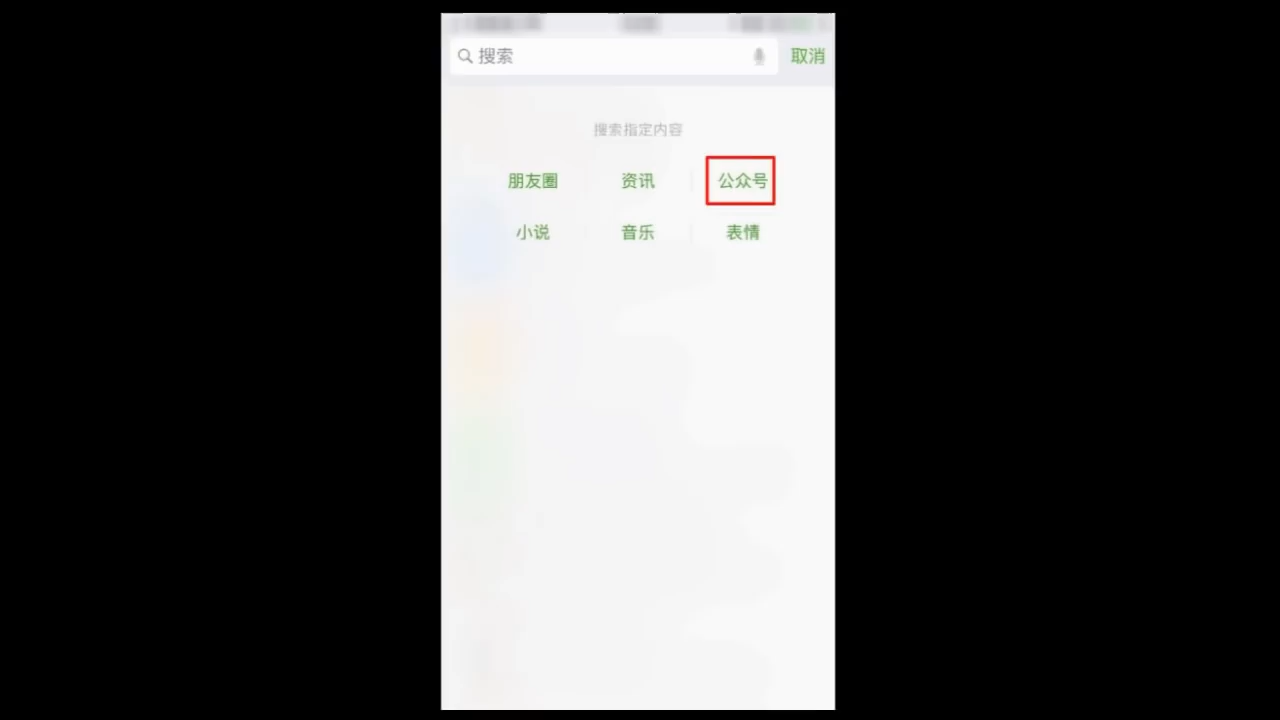 搜索 取消
搜索指定内容
朋友圈 资讯 公众号
小说 音乐 表情